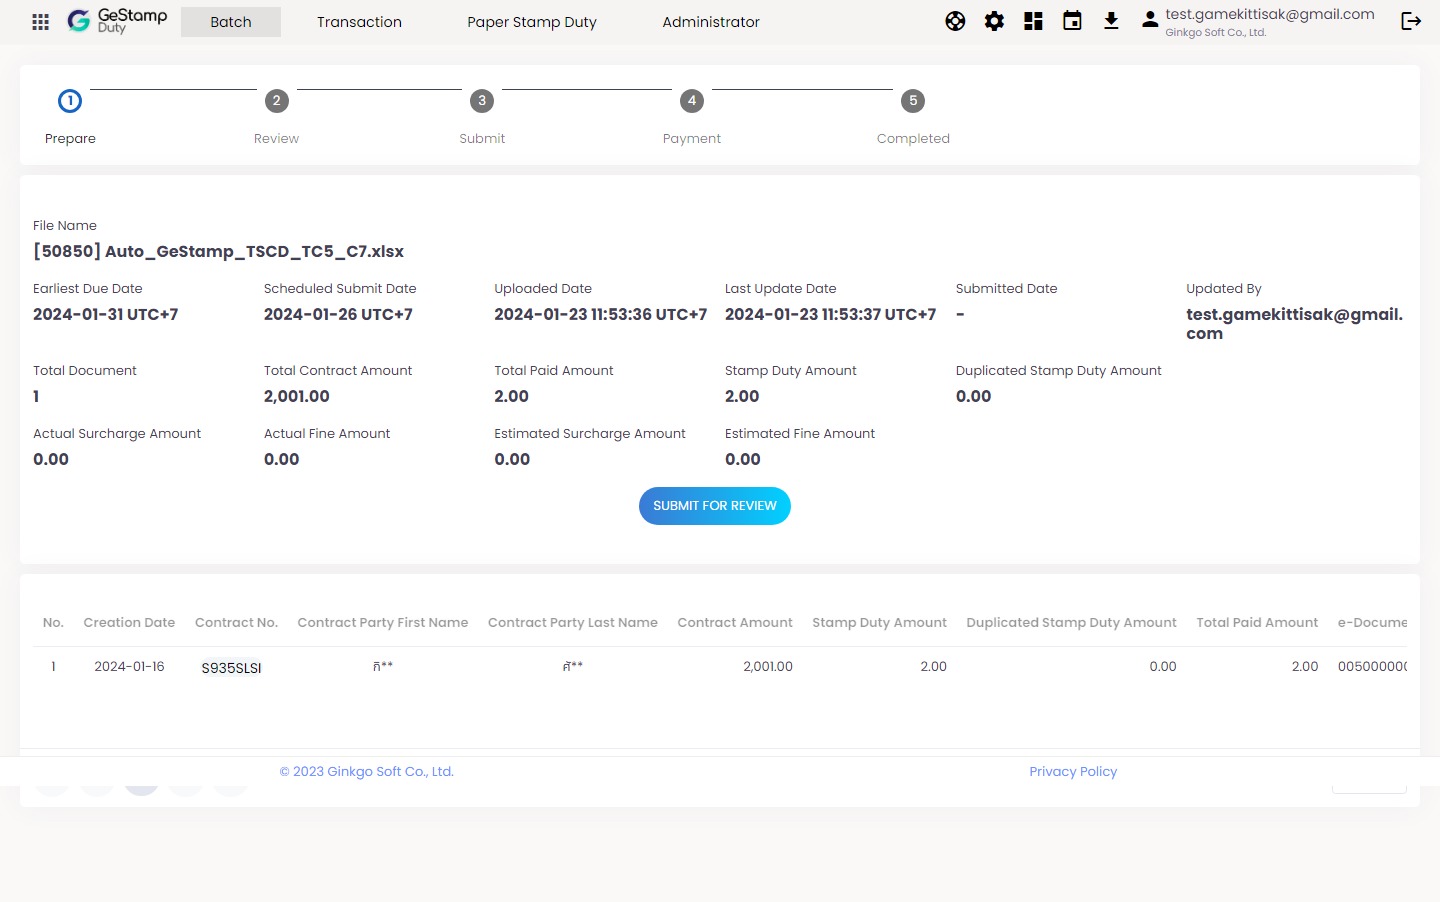 GeStamp
Duty
Batch
Transaction
Paper Stamp Duty
Administrator
test.gamekittisak@gmail.com
Ginkgo Soft Co., Ltd.
1
2
3
4
5
Prepare
Review
Submit
Payment
Completed
File Name
[50850] Auto_GeStamp_TSCD_TC5_C7.xlsx
Earliest Due Date
Scheduled Submit Date
Uploaded Date
Last Update Date
Submitted Date
Updated By
2024-01-31 UTC+7
2024-01-26 UTC+7
2024-01-23 11:53:36 UTC+7
2024-01-23 11:53:37 UTC+7
-
test.gamekittisak@gmail.
com
Total Document
Total Contract Amount
Total Paid Amount
Stamp Duty Amount
Duplicated Stamp Duty Amount
1
2,001.00
2.00
2.00
0.00
Actual Surcharge Amount
Actual Fine Amount
Estimated Surcharge Amount
Estimated Fine Amount
0.00
0.00
0.00
0.00
SUBMIT FOR REVIEW
No.
Creation Date
Contract No.
Contract Party First Name
Contract Party Last Name
Contract Amount
Stamp Duty Amount
Duplicated Stamp Duty Amount
Total Paid Amount
e-Docume
1
2024-01-16
S935SLSI
กิ**
ศั**
2,001.00
2.00
0.00
2.00
005000000
© 2023 Ginkgo Soft Co., Ltd.
Privacy Policy